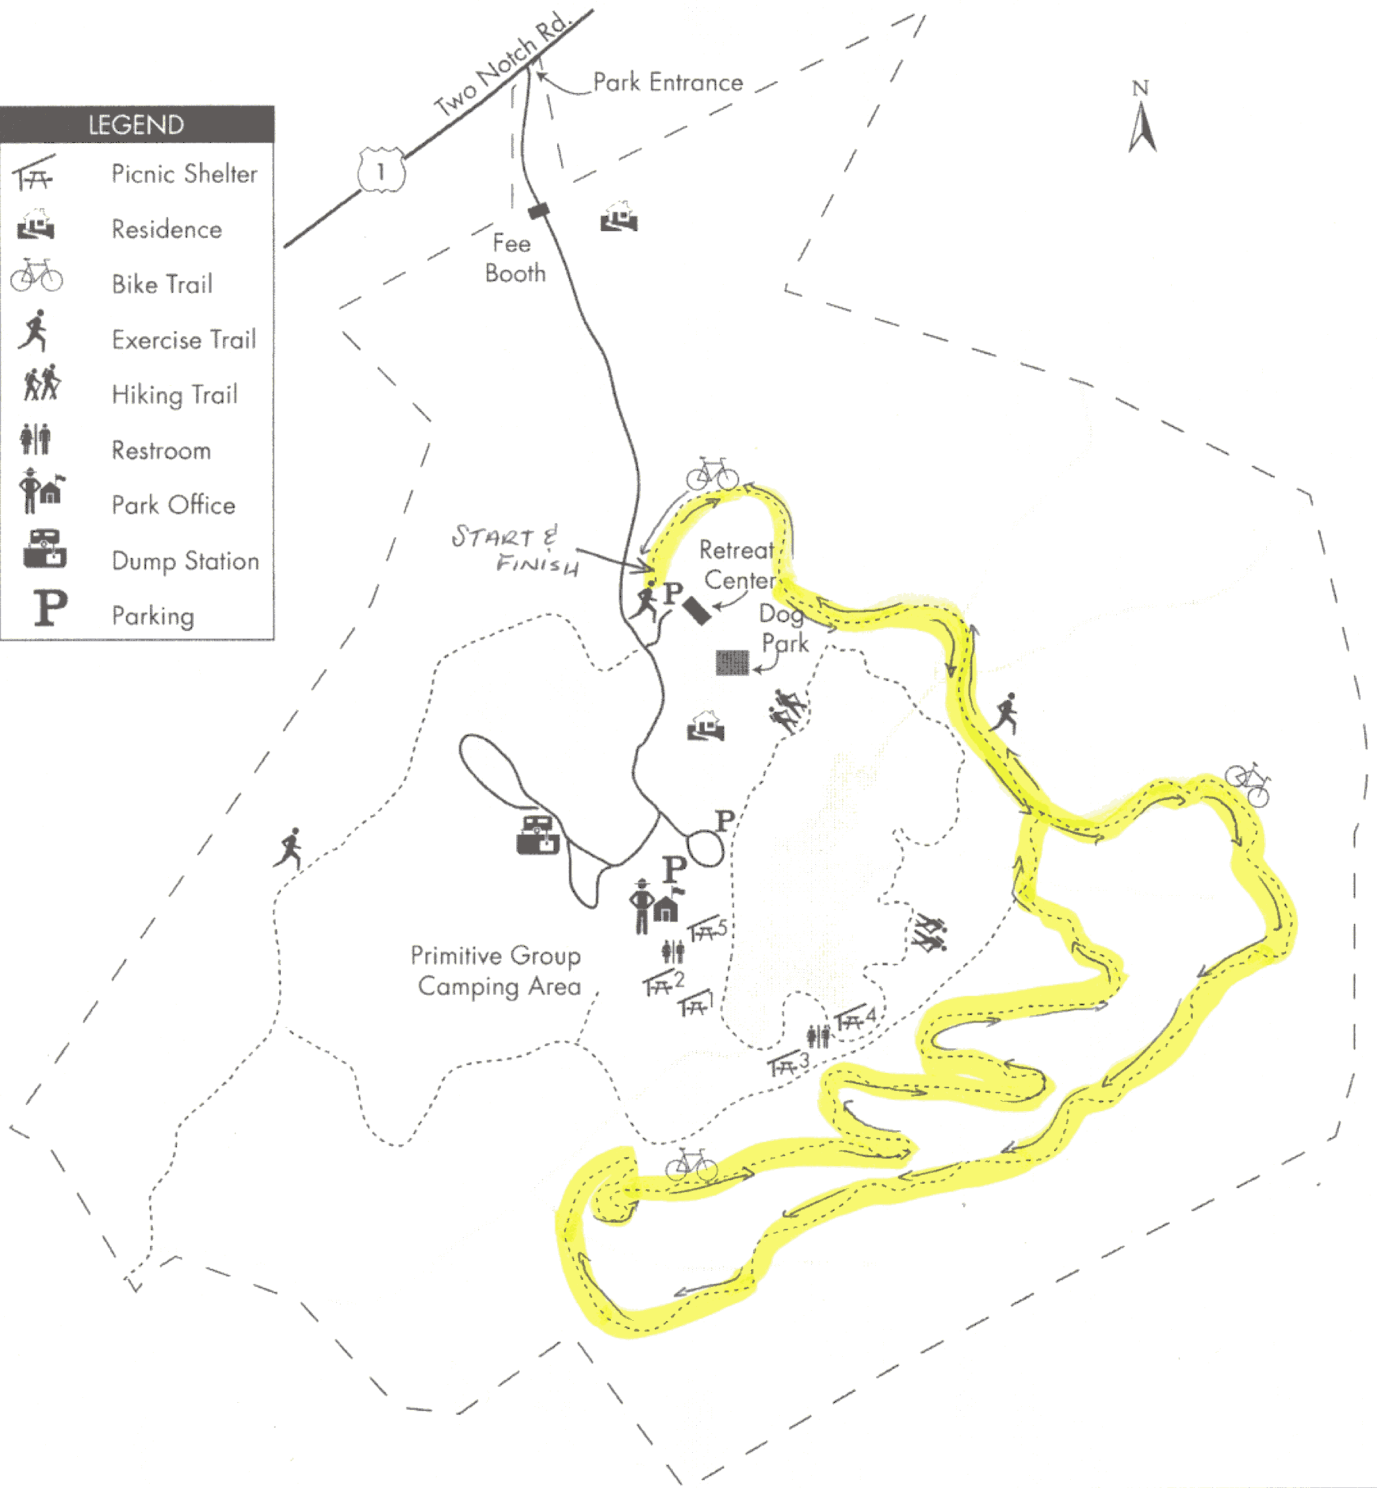 Two Notch Rd.
Park Entrance
N
1
LEGEND
Picnic Shelter
Residence
Bike Trail
Exercise Trail
Hiking Trail
Restroom
Park Office
Dump Station
P Parking
Fee
Booth
START &
FINISH
Retreat
Center
P
Dog
Park
P
P
5
Primitive Group
Camping Area
2
1
4
3